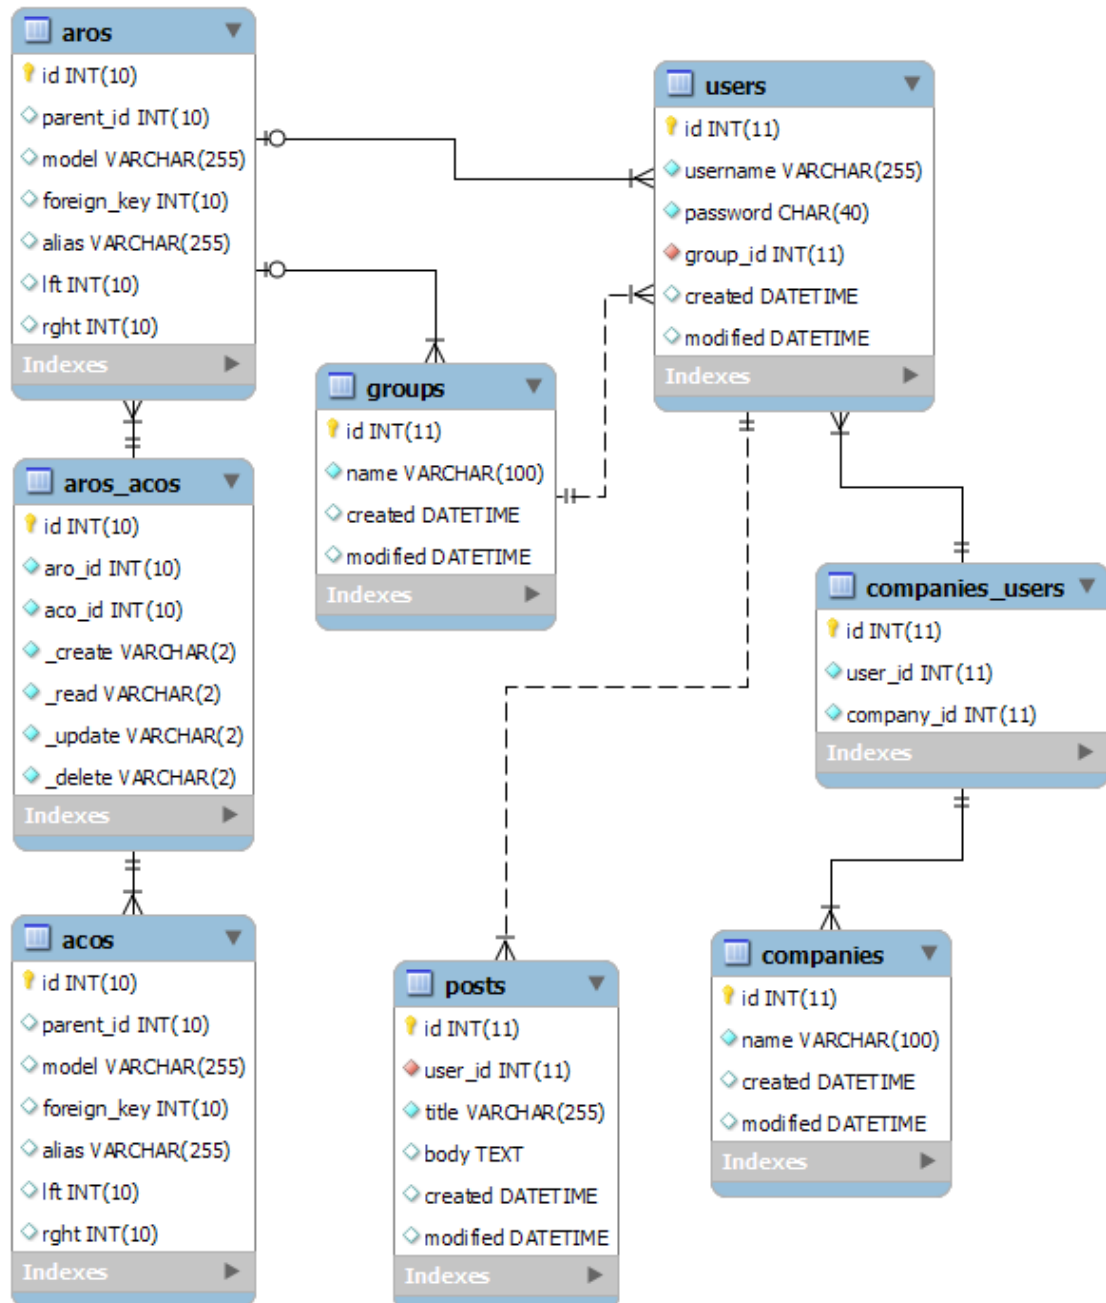 aros
id INT(10)
parent_id INT(10)
model VARCHAR(255)
foreign_key INT(10)
alias VARCHAR(255)
lft INT(10)
rght INT(10)
Indexes
users
id INT(11)
username VARCHAR(255)
password CHAR(40)
group_id INT(11)
created DATETIME
modified DATETIME
Indexes
groups
id INT(11)
name VARCHAR(100)
created DATETIME
modified DATETIME
Indexes
aros_acos
id INT(10)
aro_id INT(10)
aco_id INT(10)
_create VARCHAR(2)
_read VARCHAR(2)
_update VARCHAR(2)
_delete VARCHAR(2)
Indexes
companies_users
id INT(11)
user_id INT(11)
company_id INT(11)
Indexes
acos
id INT(10)
parent_id INT(10)
model VARCHAR(255)
foreign_key INT(10)
alias VARCHAR(255)
lft INT(10)
rght INT(10)
Indexes
posts
id INT(11)
user_id INT(11)
title VARCHAR(255)
body TEXT
created DATETIME
modified DATETIME
Indexes
companies
id INT(11)
name VARCHAR(100)
created DATETIME
modified DATETIME
Indexes